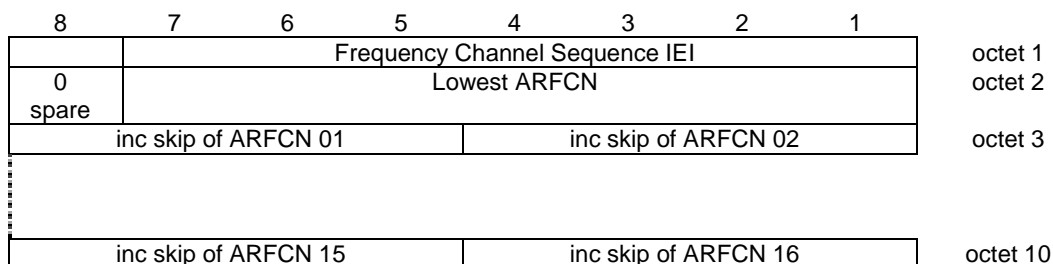 8 7 6 5 4 3 2 1
Frequency Channel Sequence IEI octet 1
0 Lowest ARFCN octet 2
spare
inc skip of ARFCN 01 inc skip of ARFCN 02 octet 3
inc skip of ARFCN 15 inc skip of ARFCN 16 octet 10